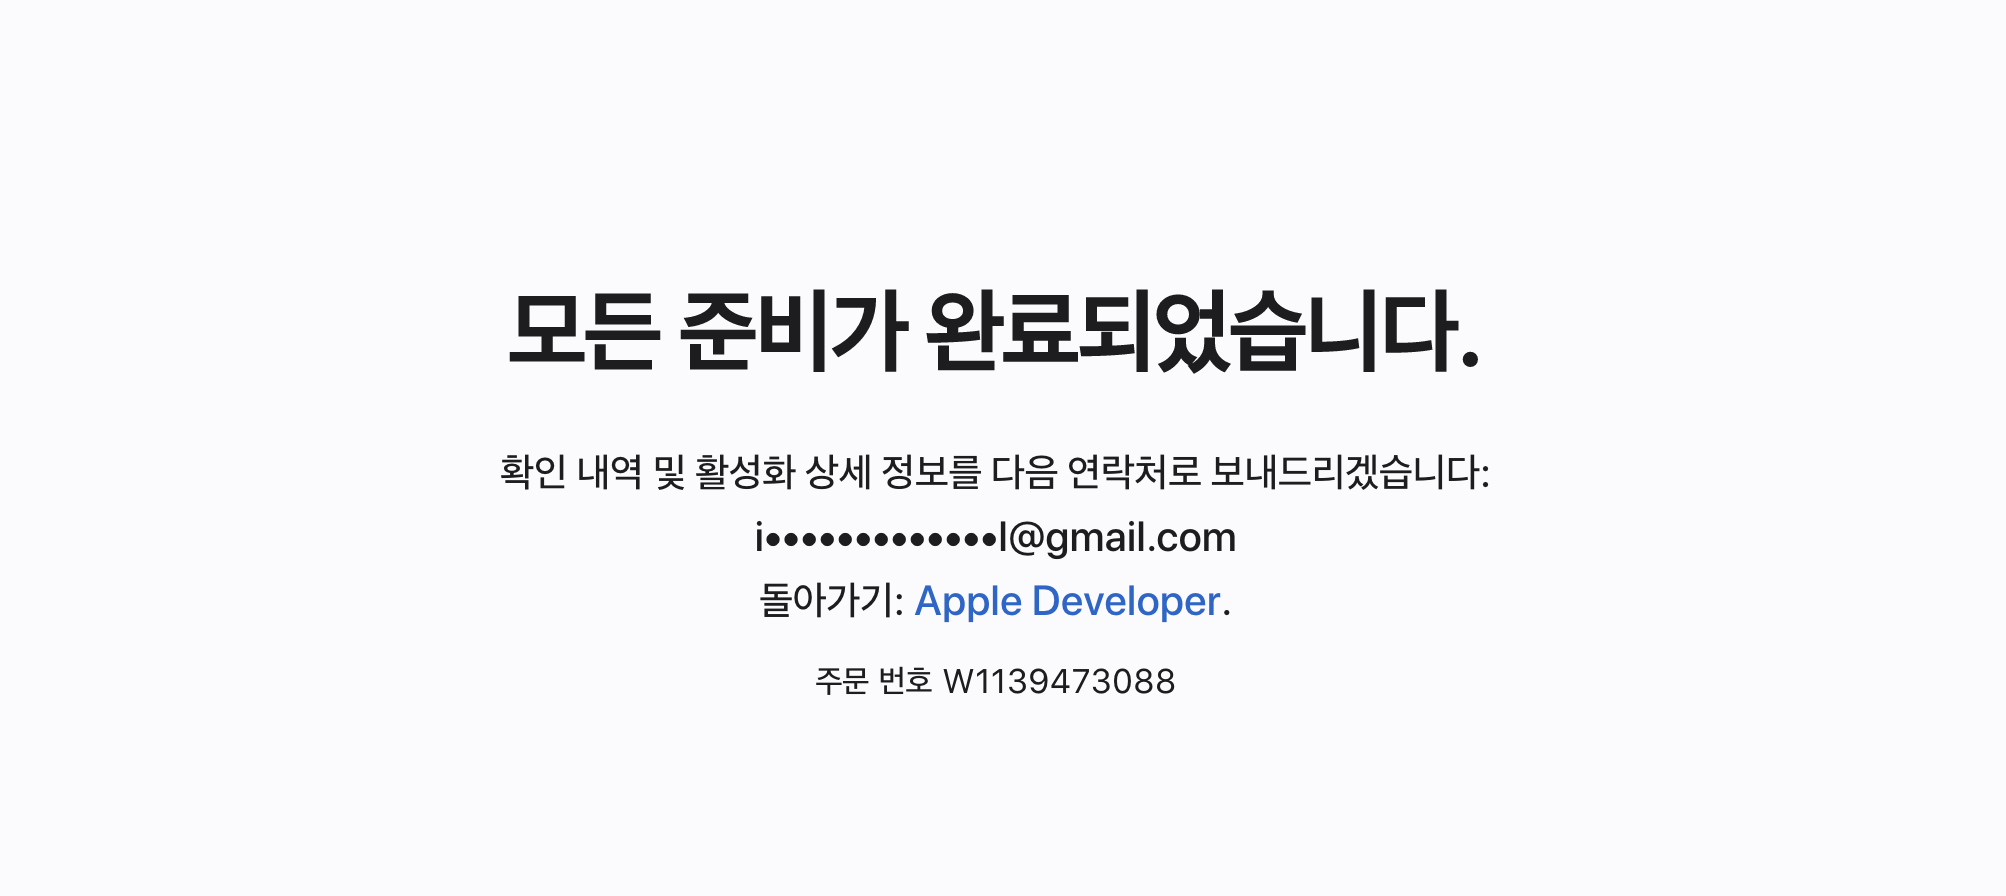 모든 준비가 완료되었습니다.
확인 내역 및 활성화 상세 정보를 다음 연락처로 보내드리겠습니다:
i•••••••••••••l@gmail.com
돌아가기: Apple Developer.
주문 번호 W1139473088